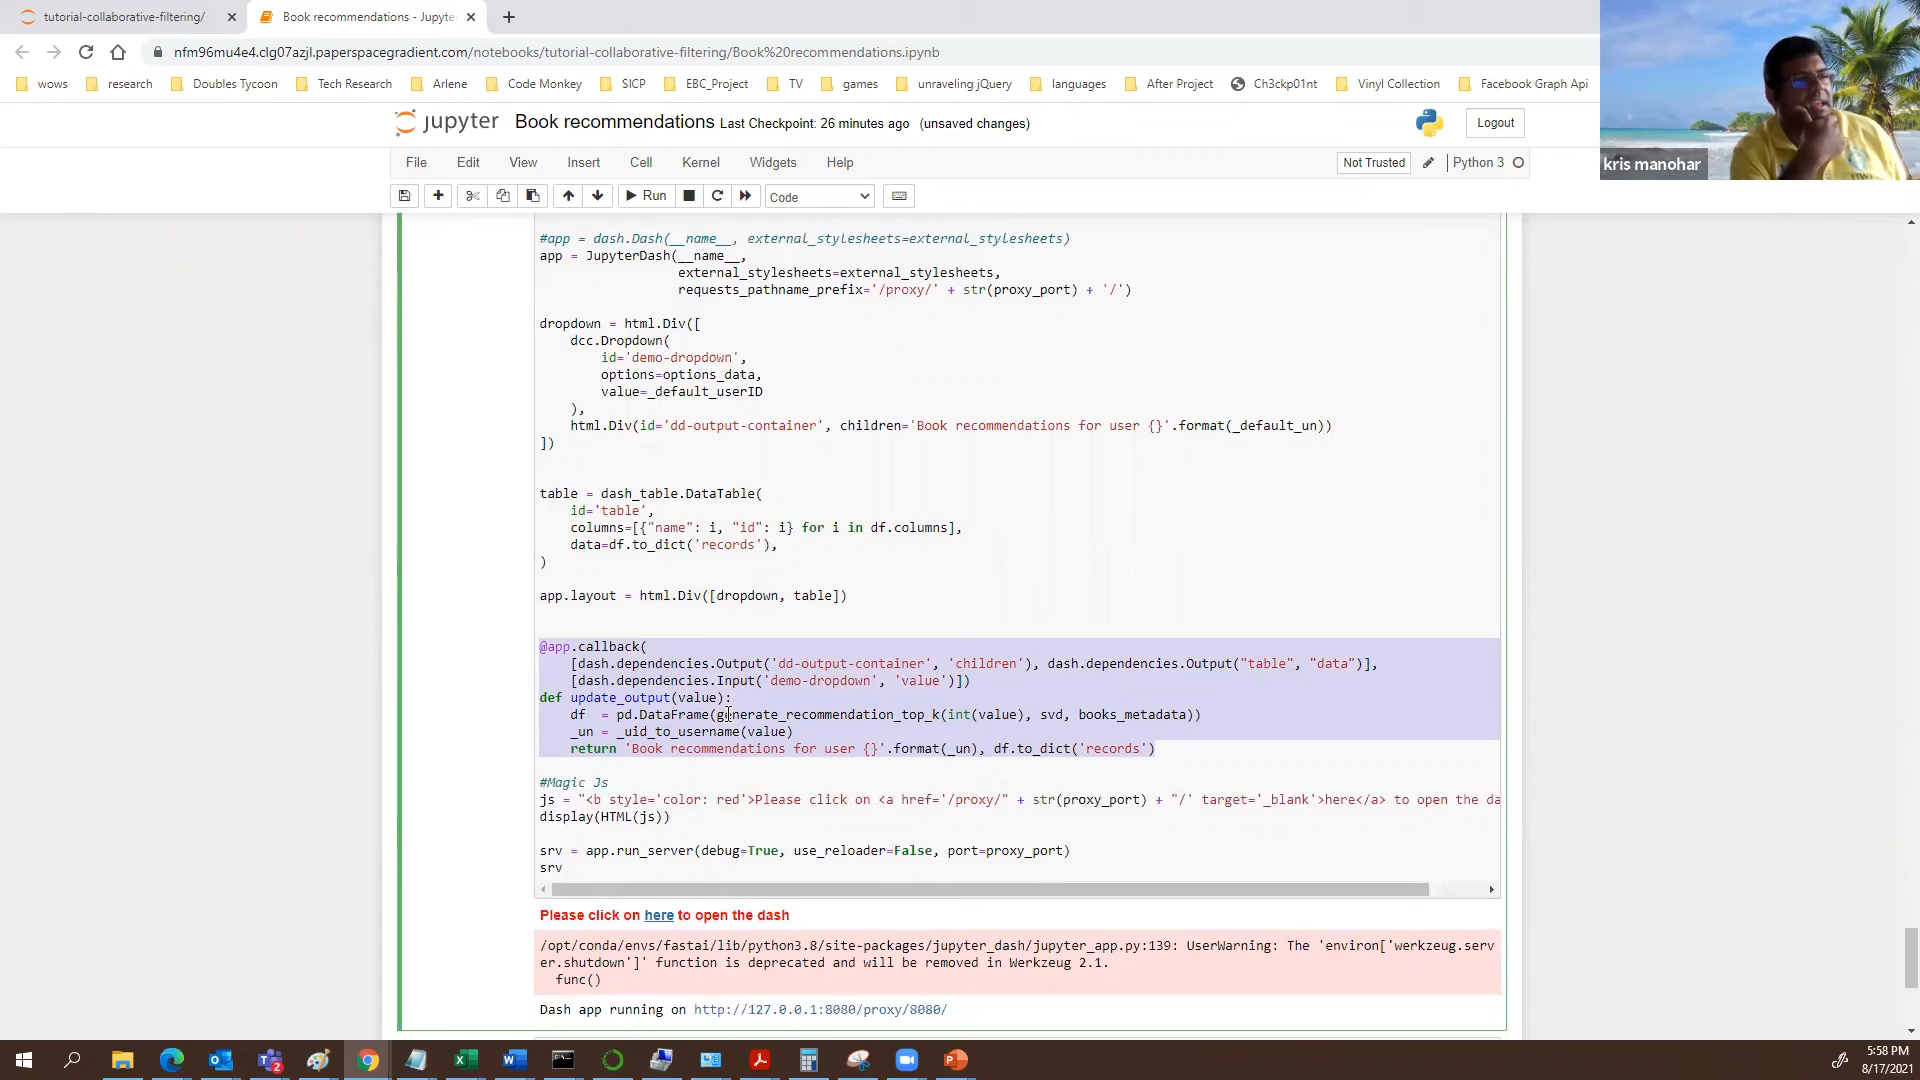 tutorial-collaborative-filtering/
Book recommendations - Jupyter
nfm96mu4e4.clg07azjl.paperspacegradient.com/notebooks/tutorial-collaborative-filtering/Book%20recommendations.ipynb
wows research Doubles Tycoon Tech Research Arlene Code Monkey SICP EBC_Project TV games unraveling jQuery languages After Project Ch3ckp01nt Vinyl Collection Facebook Graph Api
kris manohar
jupyter Book recommendations Last Checkpoint: 26 minutes ago (unsaved changes) Logout
File Edit View Insert Cell Kernel Widgets Help Not Trusted Python 3
Run Code
#app = dash.Dash(__name__, external_stylesheets=external_stylesheets)
app = JupyterDash(__name__,
external_stylesheets=external_stylesheets,
requests_pathname_prefix='/proxy/' + str(proxy_port) + '/')
dropdown = html.Div([
dcc.Dropdown(
id='demo-dropdown',
options=options_data,
value=_default_userID
),
html.Div(id='dd-output-container', children='Book recommendations for user {}'.format(_default_un))
])
table = dash_table.DataTable(
id='table',
columns=[{"name": i, "id": i} for i in df.columns],
data=df.to_dict('records'),
)
app.layout = html.Div([dropdown, table])
@app.callback(
[dash.dependencies.Output('dd-output-container', 'children'), dash.dependencies.Output("table", "data")],
[dash.dependencies.Input('demo-dropdown', 'value')])
def update_output(value):
df  = pd.DataFrame(generate_recommendation_top_k(int(value), svd, books_metadata))
_un = _uid_to_username(value)
return 'Book recommendations for user {}'.format(_un), df.to_dict('records')
#Magic Js
js = "<b style='color: red'>Please click on <a href='/proxy/" + str(proxy_port) + "/' target='_blank'>here</a> to open the da
display(HTML(js))
srv = app.run_server(debug=True, use_reloader=False, port=proxy_port)
srv
Please click on here to open the dash
/opt/conda/envs/fastai/lib/python3.8/site-packages/jupyter_dash/jupyter_app.py:139: UserWarning: The 'environ['werkzeug.serv
er.shutdown']' function is deprecated and will be removed in Werkzeug 2.1.
func()
Dash app running on http://127.0.0.1:8080/proxy/8080/
5:58 PM
8/17/2021